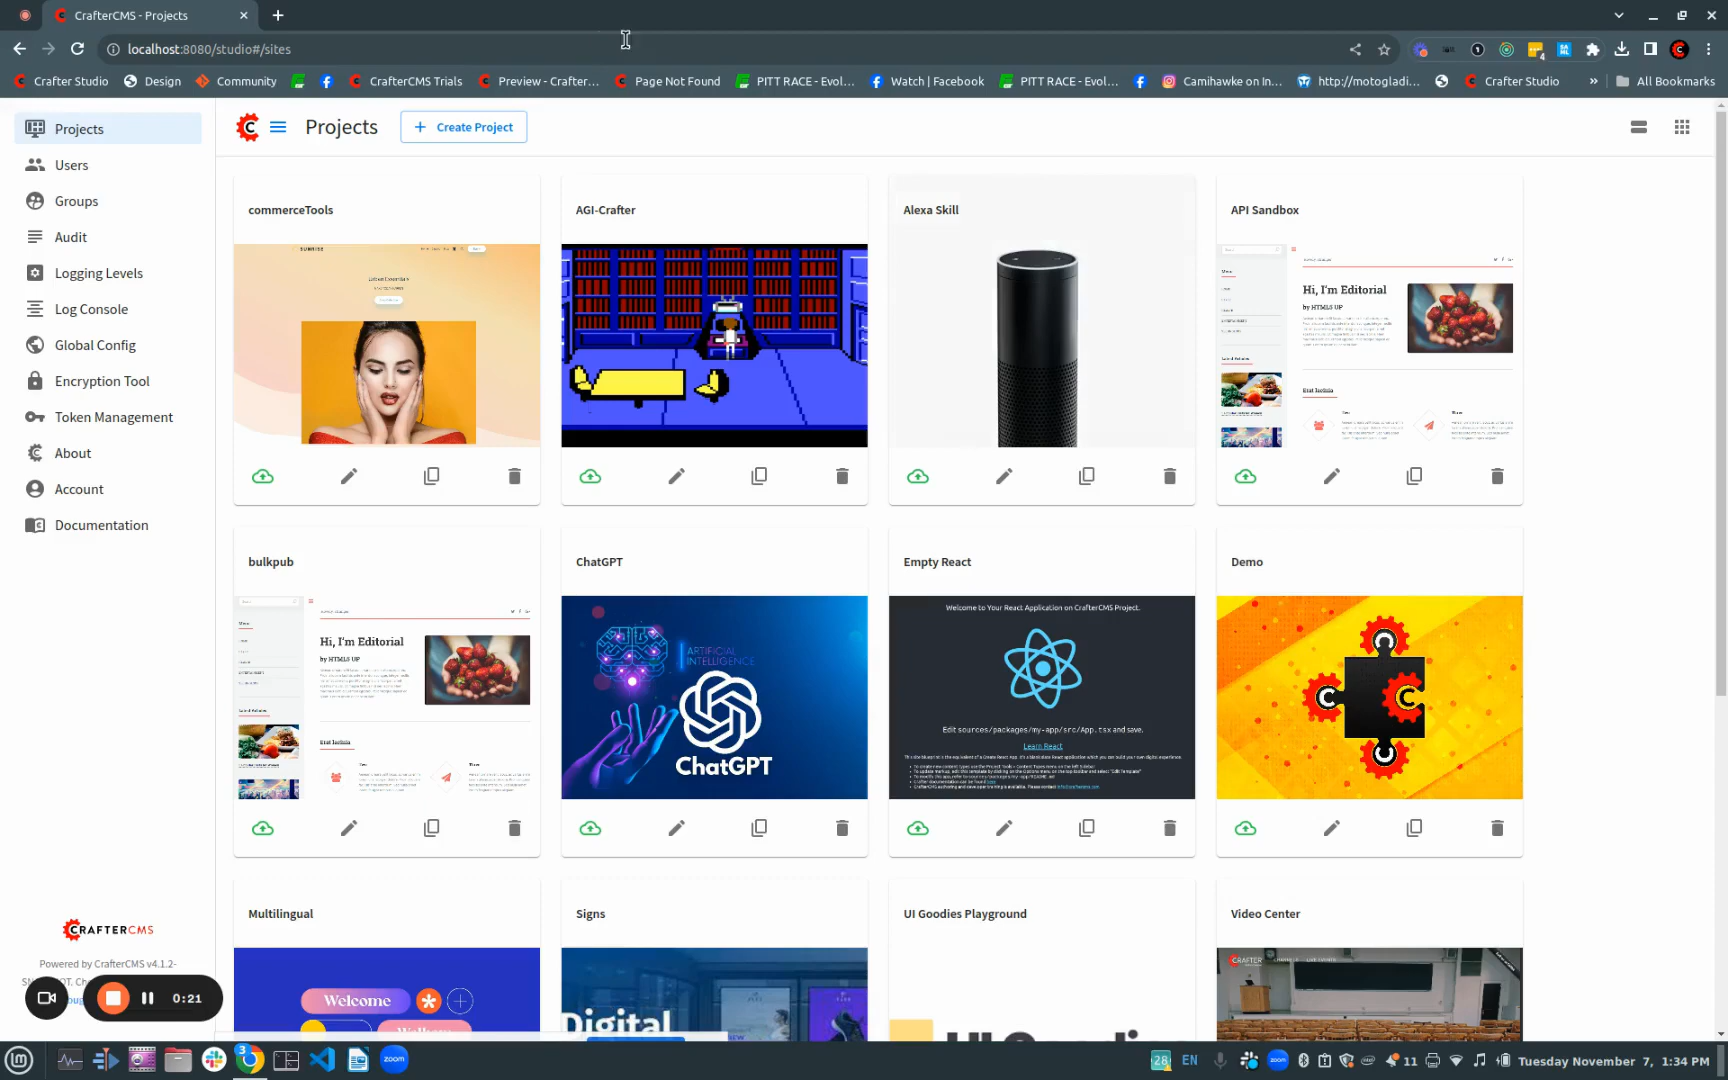 CrafterCMS - Projects
localhost:8080/studio#/sites
Crafter Studio
Design
Community
CrafterCMS Trials
Preview - Crafter...
Page Not Found
PITT RACE - Evol...
Watch | Facebook
PITT RACE - Evol...
Camihawke on In...
http://motogladi...
Crafter Studio
»
All Bookmarks
Projects
Users
Groups
Audit
Logging Levels
Log Console
Global Config
Encryption Tool
Token Management
About
Account
Documentation
CRAFTERCMS
Powered by CrafterCMS v4.1.2-
0:21
Projects
+ Create Project
commerceTools
AGI-Crafter
Alexa Skill
API Sandbox
Hi, I'm Editorial
by HTML5 UP
bulkpub
ChatGPT
Empty React
Demo
Hi, I'm Editorial
by HTML5 UP
ARTIFICIAL
INTELLIGENCE
ChatGPT
Welcome to Your React Application on CrafterCMS Project.
Edit sources/packages/my-app/src/App.tsx and save.
Learn React
Multilingual
Signs
UI Goodies Playground
Video Center
Welcome
Digital
CRAFTER
28
EN
zoom
11
Tuesday November 7, 1:34 PM